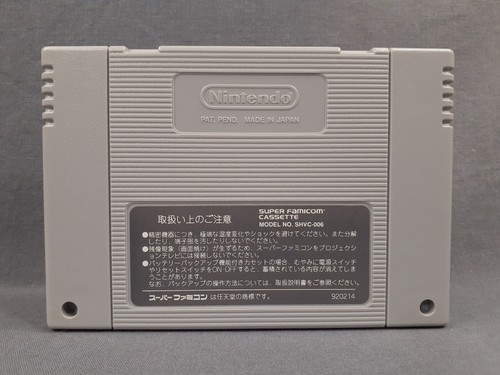 Nintendo
PAT. PEND. MADE IN JAPAN
取扱い上のご注意
SUPER FAMICOM
CASSETTE
MODEL NO. SHVC-006
●精密機器につき、極端な温度変化やショックを避けてください。また分解
したり、端子部を汚したりしないでください。
●残像現象(画面焼け)が生ずるため、スーパーファミコンをプロジェクシ
ョンテレビには接続しないでください。
●バッテリーバックアップ機能付きカセットの場合、むやみに電源スイッチ
やリセットスイッチをON・OFFすると、蓄積されている内容が消えてしま
うことがあります。
なお、バックアップの操作方法については、取扱説明書をご参照ください。
スーパーファミコン は任天堂の商標です。
920214